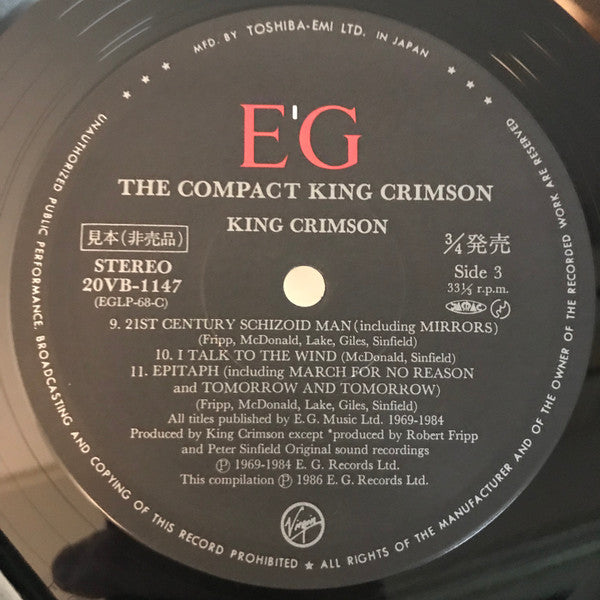 MFD. BY TOSHIBA-EMI LTD. IN JAPAN
★ ★ ★ UNAUTHORIZED PUBLIC PERFORMANCE, BROADCASTING AND COPYING OF THIS RECORD PROHIBITED ★ ALL RIGHTS OF THE MANUFACTURER AND OF THE OWNER OF THE RECORDED WORK ARE RESERVED ★ ★ ★
E'G
THE COMPACT KING CRIMSON
KING CRIMSON
見本(非売品)
3/4発売
STEREO
20VB-1147
(EGLP-68-C)
Side 3
33⅓ r.p.m.
JASRAC
9. 21ST CENTURY SCHIZOID MAN (including MIRRORS)
(Fripp, McDonald, Lake, Giles, Sinfield)
10. I TALK TO THE WIND (McDonald, Sinfield)
11. EPITAPH (including MARCH FOR NO REASON
and TOMORROW AND TOMORROW)
(Fripp, McDonald, Lake, Giles, Sinfield)
All titles published by E.G. Music Ltd. 1969-1984
Produced by King Crimson except *produced by Robert Fripp
and Peter Sinfield Original sound recordings
Ⓟ 1969-1984 E. G. Records Ltd.
This compilation Ⓟ 1986 E. G. Records Ltd.
Virgin